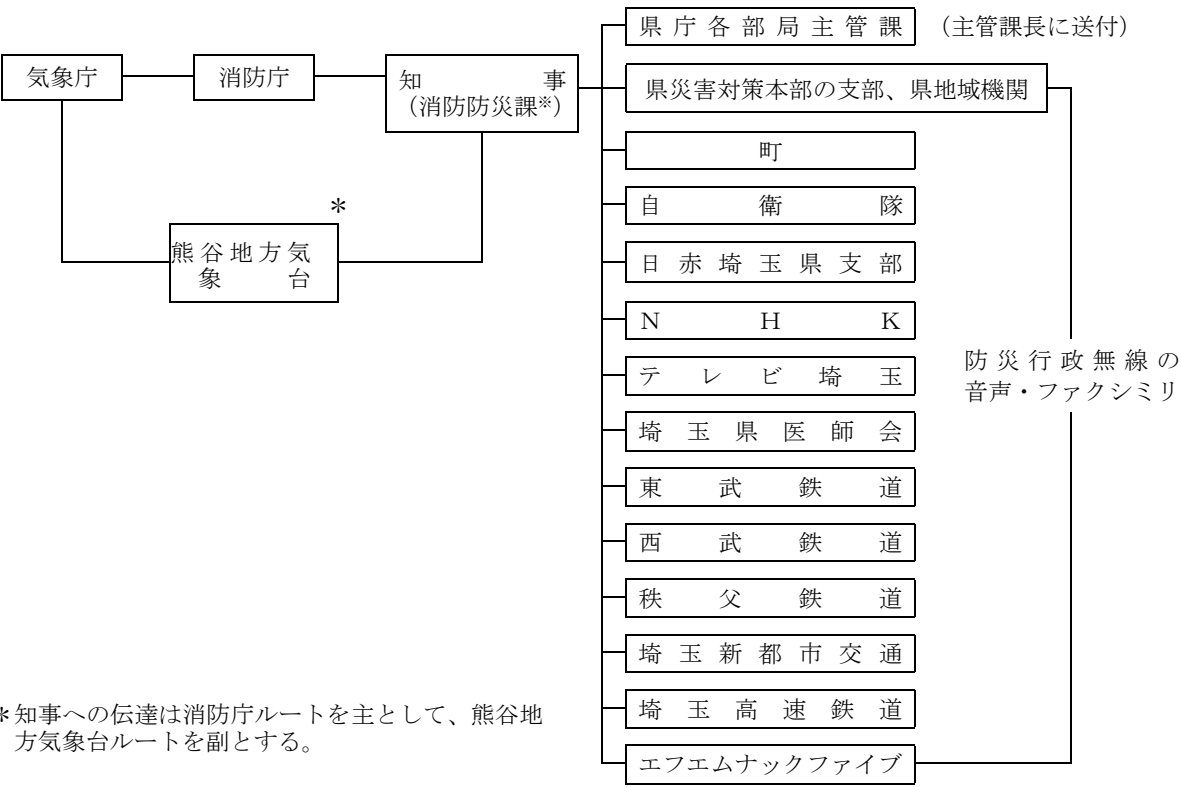 県庁各部局主管課 （主管課長に送付）
気象庁
消防庁
知事
（消防防災課※）
県災害対策本部の支部、県地域機関
町
自衛隊
＊
熊谷地方気
象台
日赤埼玉県支部
ＮＨＫ
テレビ埼玉
防災行政無線の
音声・ファクシミリ
埼玉県医師会
東武鉄道
西武鉄道
秩父鉄道
埼玉新都市交通
埼玉高速鉄道
エフエムナックファイブ
＊知事への伝達は消防庁ルートを主として、熊谷地
方気象台ルートを副とする。